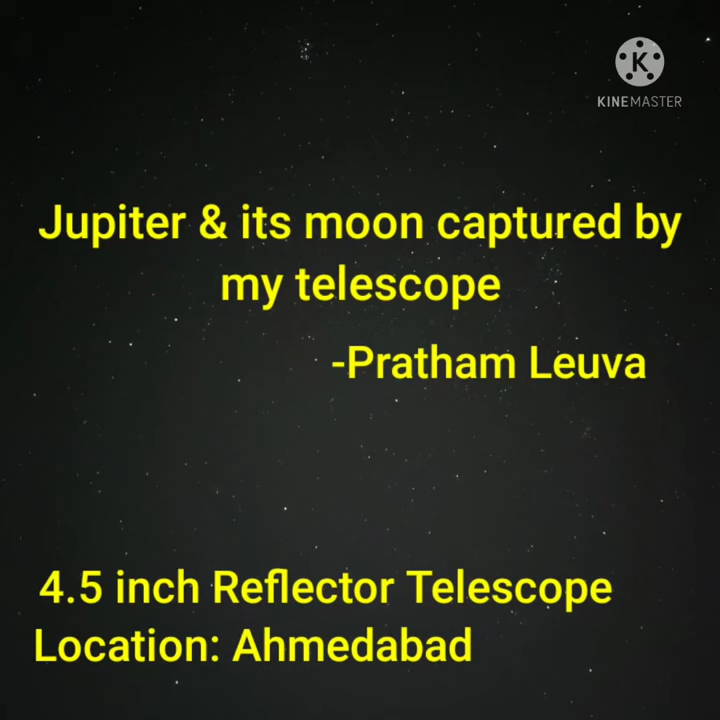 KINEMASTER
Jupiter & its moon captured by
my telescope
-Pratham Leuva
4.5 inch Reflector Telescope
Location: Ahmedabad